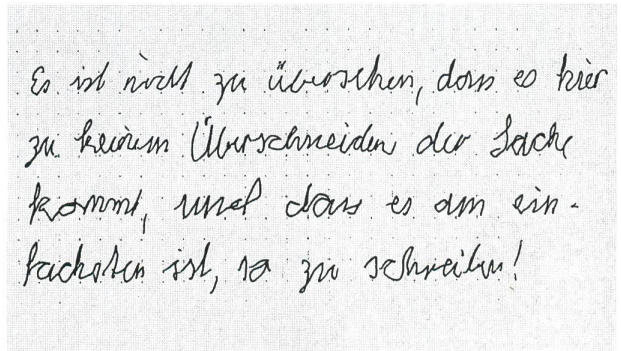 Es ist nicht zu übersehen, dass es hier
zu keinem Überschneiden der Sache
kommt, und dass es am ein-
fachsten ist, so zu schreiben!